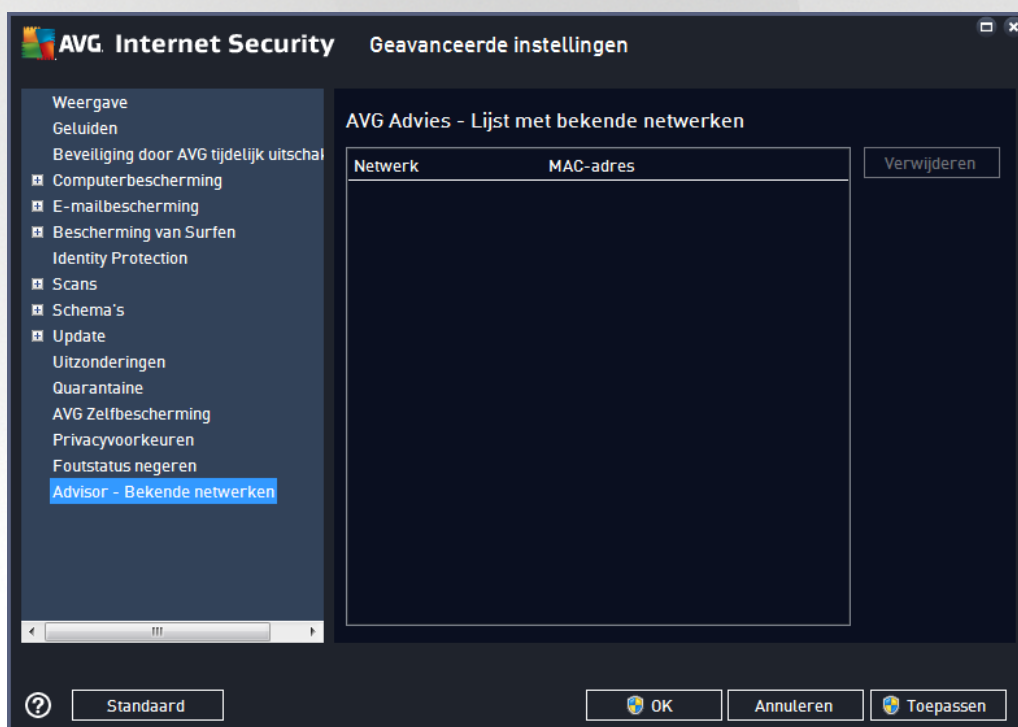 AVG. Internet Security Geavanceerde instellingen
Weergave
Geluiden
Beveiliging door AVG tijdelijk uitschak
Computerbescherming
E-mailbescherming
Bescherming van Surfen
Identity Protection
Scans
Schema's
Update
Uitzonderingen
Quarantaine
AVG Zelfbescherming
Privacyvoorkeuren
Foutstatus negeren
Advisor - Bekende netwerken
AVG Advies - Lijst met bekende netwerken
Netwerk MAC-adres
Verwijderen
? Standaard OK Annuleren Toepassen